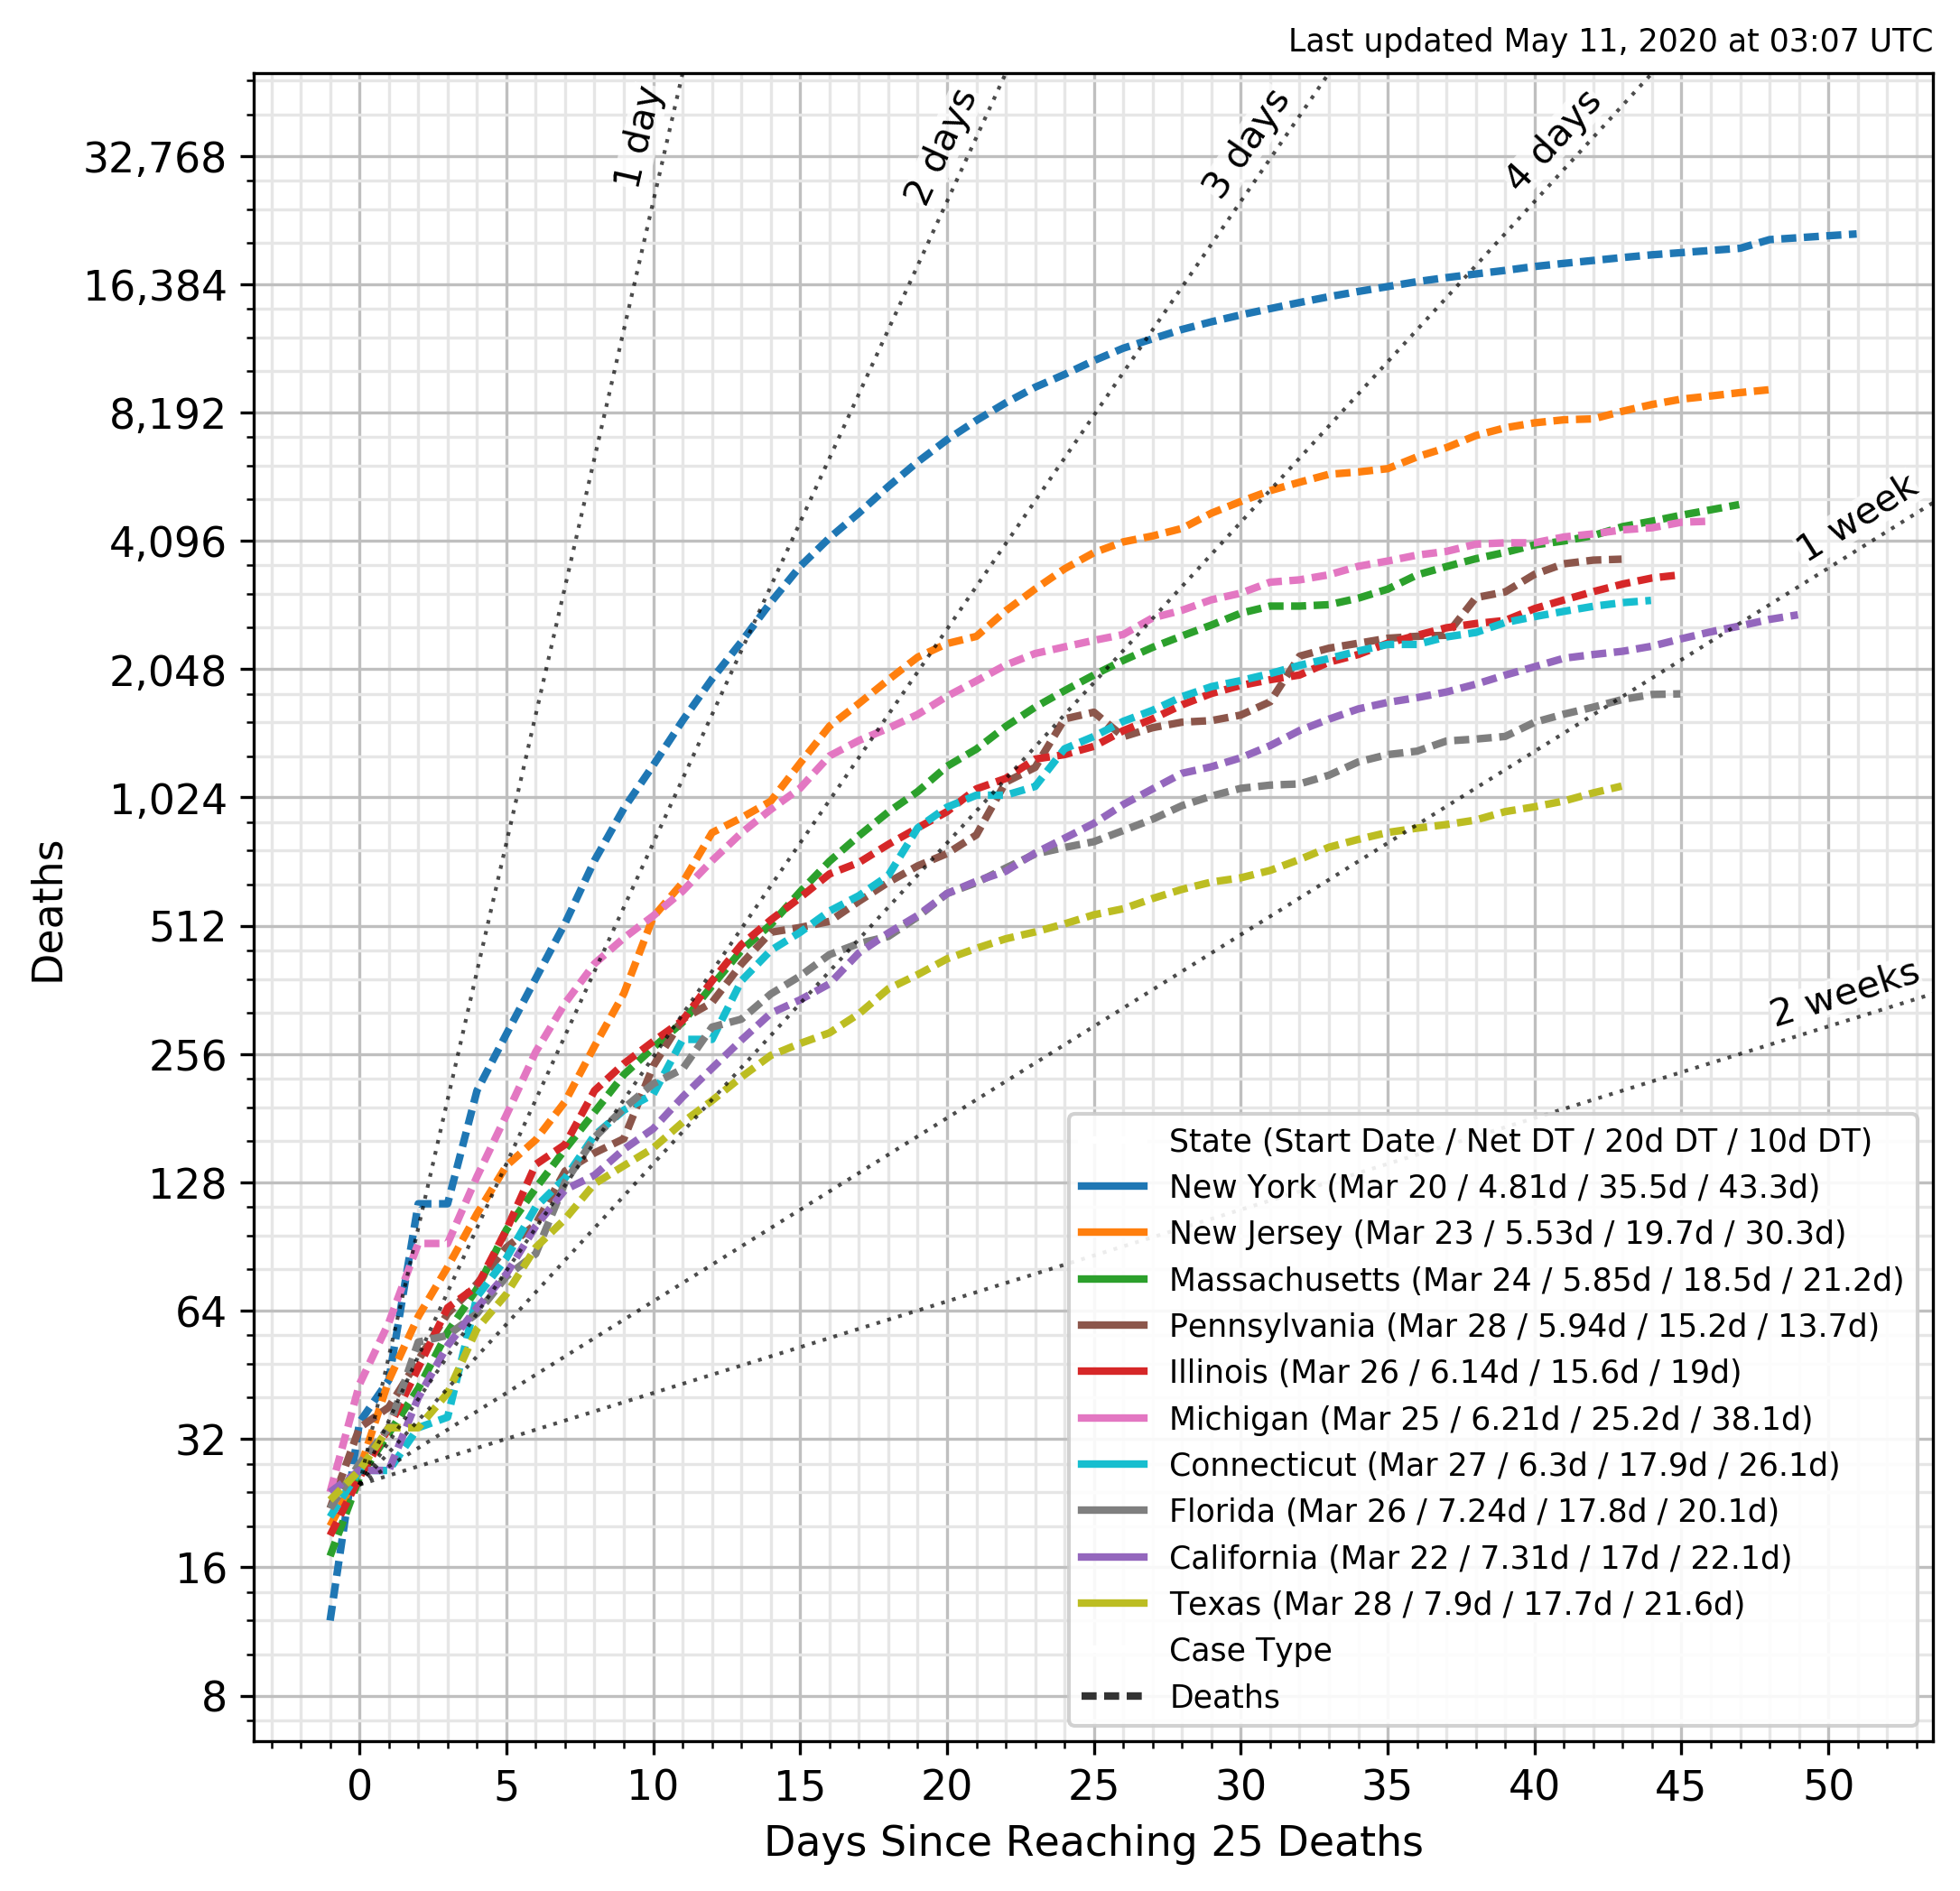 Last updated May 11, 2020 at 03:07 UTC
1 day
2 days
3 days
4 days
1 week
2 weeks
32,768
16,384
8,192
4,096
2,048
1,024
512
256
128
64
32
16
8
Deaths
State (Start Date / Net DT / 20d DT / 10d DT)
New York (Mar 20 / 4.81d / 35.5d / 43.3d)
New Jersey (Mar 23 / 5.53d / 19.7d / 30.3d)
Massachusetts (Mar 24 / 5.85d / 18.5d / 21.2d)
Pennsylvania (Mar 28 / 5.94d / 15.2d / 13.7d)
Illinois (Mar 26 / 6.14d / 15.6d / 19d)
Michigan (Mar 25 / 6.21d / 25.2d / 38.1d)
Connecticut (Mar 27 / 6.3d / 17.9d / 26.1d)
Florida (Mar 26 / 7.24d / 17.8d / 20.1d)
California (Mar 22 / 7.31d / 17d / 22.1d)
Texas (Mar 28 / 7.9d / 17.7d / 21.6d)
Case Type
Deaths
0 5 10 15 20 25 30 35 40 45 50
Days Since Reaching 25 Deaths